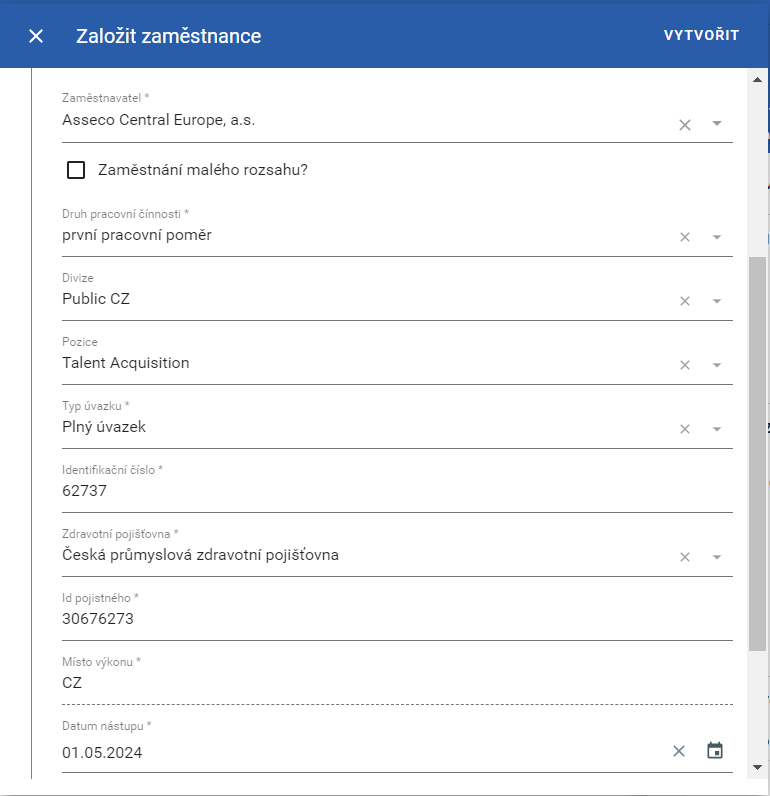 Založit zaměstnance
VYTVOŘIT
Zaměstnavatel *
Asseco Central Europe, a.s.
Zaměstnání malého rozsahu?
Druh pracovní čínnosti *
první pracovní poměr
Divize
Public CZ
Pozice
Talent Acquisition
Typ úvazku *
Plný úvazek
Identifikační číslo *
62737
Zdravotní pojišťovna *
Česká průmyslová zdravotní pojišťovna
Id pojistného *
30676273
Místo výkonu *
CZ
Datum nástupu *
01.05.2024